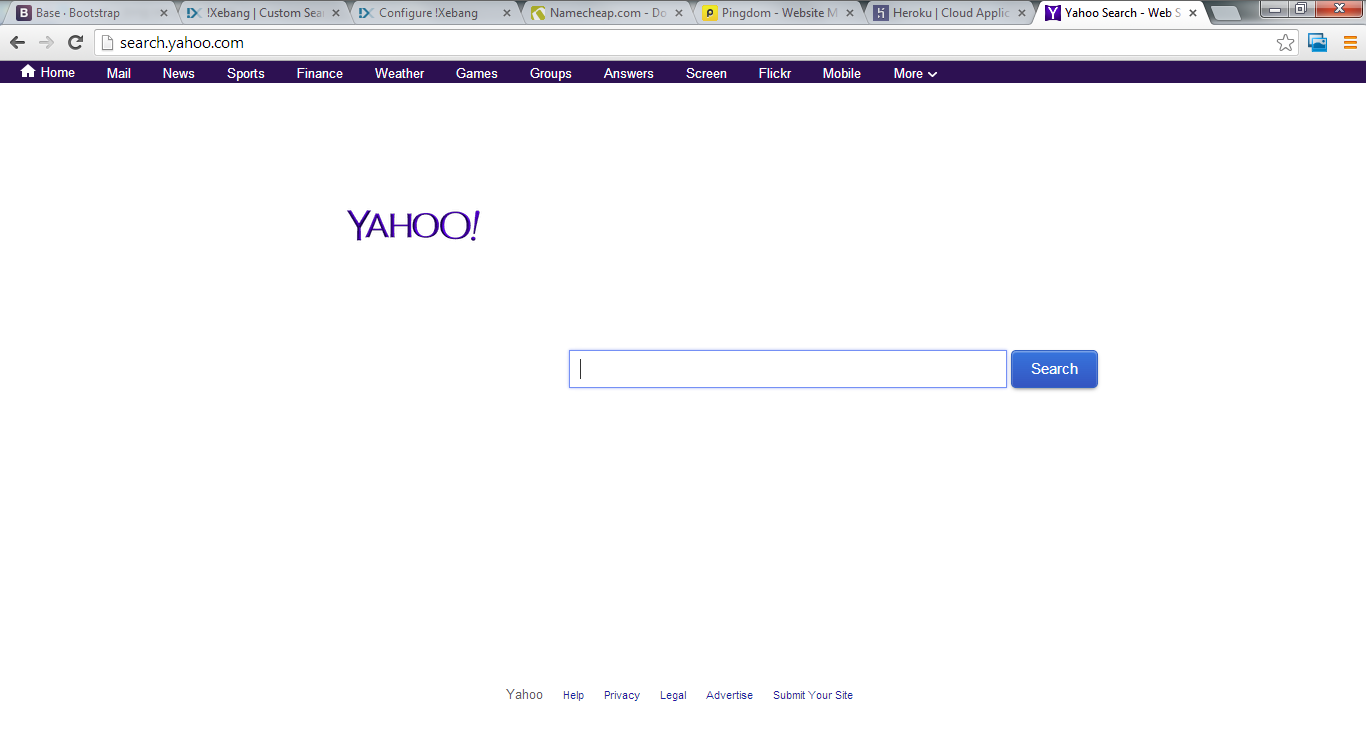 Base · Bootstrap !Xebang | Custom Sea Configure !Xebang Namecheap.com - Do Pingdom - Website M Heroku | Cloud Applic Yahoo Search - Web S
search.yahoo.com
Home Mail News Sports Finance Weather Games Groups Answers Screen Flickr Mobile More
YAHOO!
Search
Yahoo Help Privacy Legal Advertise Submit Your Site